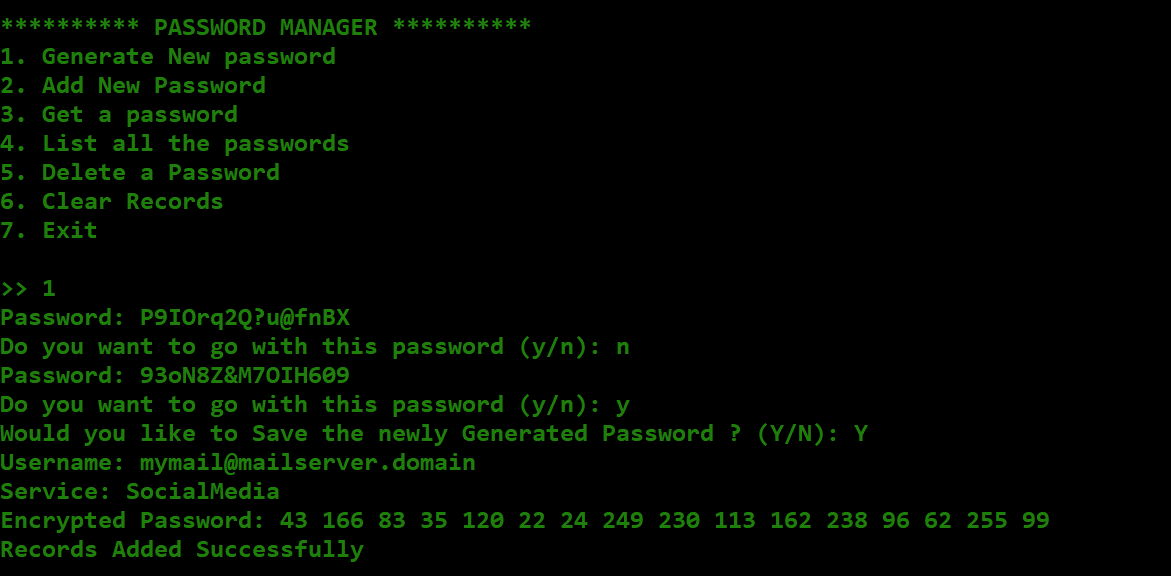 ********** PASSWORD MANAGER **********
1. Generate New password
2. Add New Password
3. Get a password
4. List all the passwords
5. Delete a Password
6. Clear Records
7. Exit
>> 1
Password: P9IOrq2Q?u@fnBX
Do you want to go with this password (y/n): n
Password: 93oN8Z&M7OIH609
Do you want to go with this password (y/n): y
Would you like to Save the newly Generated Password ? (Y/N): Y
Username: mymail@mailserver.domain
Service: SocialMedia
Encrypted Password: 43 166 83 35 120 22 24 249 230 113 162 238 96 62 255 99
Records Added Successfully